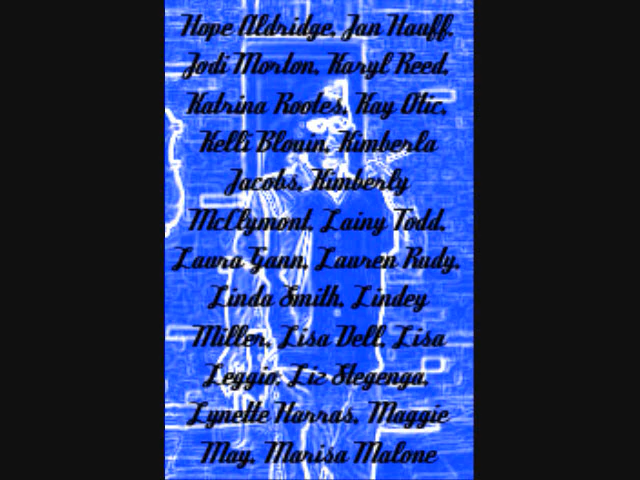 Hope Aldridge, Jan Hauff,
Jodi Morton, Karyl Reed,
Katrina Rootes, Kay Otic,
Kelli Blouin, Kimberla
Jacobs, Kimberly
McClymont, Lainy Todd,
Laura Gann, Lauren Rudy,
Linda Smith, Lindey
Miller, Lisa Dell, Lisa
Leggio, Liz Stegenga,
Lynette Harras, Maggie
May, Marisa Malone